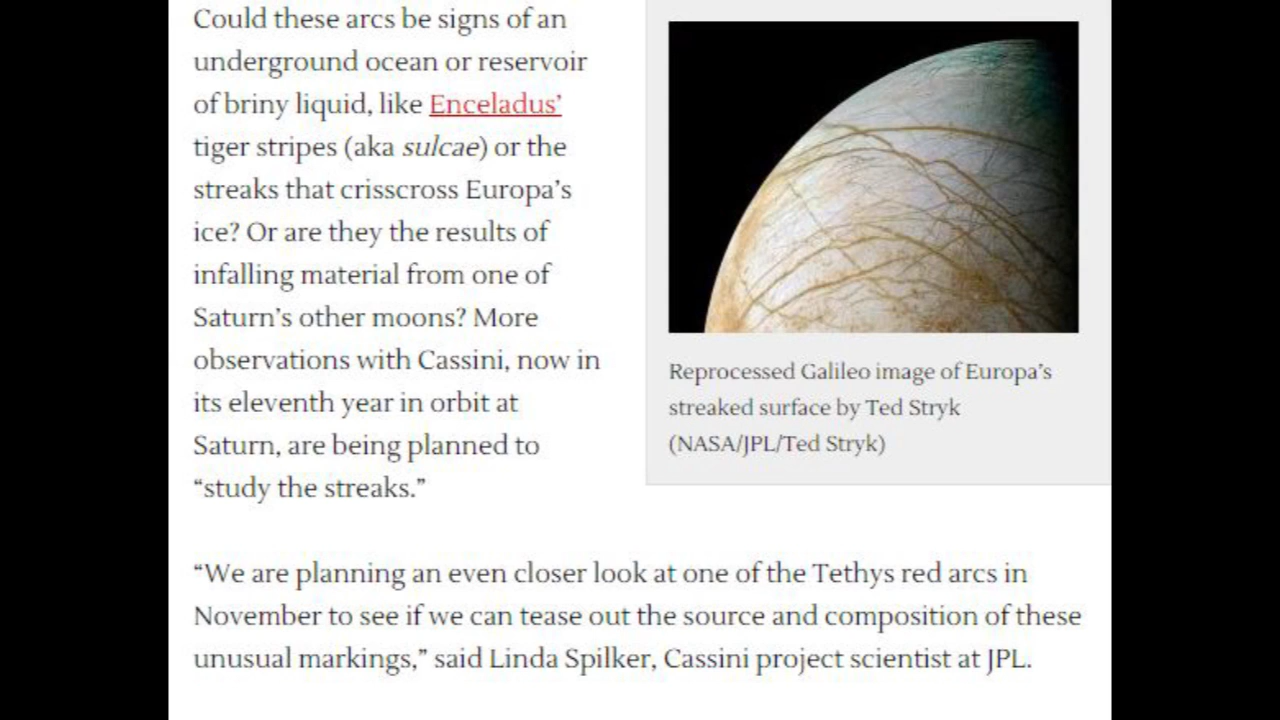 Could these arcs be signs of an
underground ocean or reservoir
of briny liquid, like Enceladus’
tiger stripes (aka sulcae) or the
streaks that crisscross Europa’s
ice? Or are they the results of
infalling material from one of
Saturn’s other moons? More
observations with Cassini, now in
its eleventh year in orbit at
Saturn, are being planned to
“study the streaks.”
Reprocessed Galileo image of Europa’s
streaked surface by Ted Stryk
(NASA/JPL/Ted Stryk)
“We are planning an even closer look at one of the Tethys red arcs in
November to see if we can tease out the source and composition of these
unusual markings,” said Linda Spilker, Cassini project scientist at JPL.